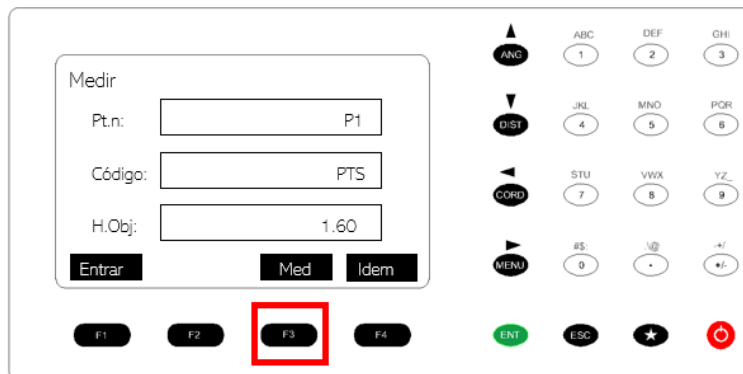 Medir
Pt.n: P1
Código: PTS
H.Obj: 1.60
Entrar Med Idem
F1 F2 F3 F4
ABC DEF GHI
ANG 1 2 3
JKL MNO PQR
DIST 4 5 6
STU VWX YZ_
CORD 7 8 9
#$: .\@ -+/
MENU 0 . +/-
ENT ESC